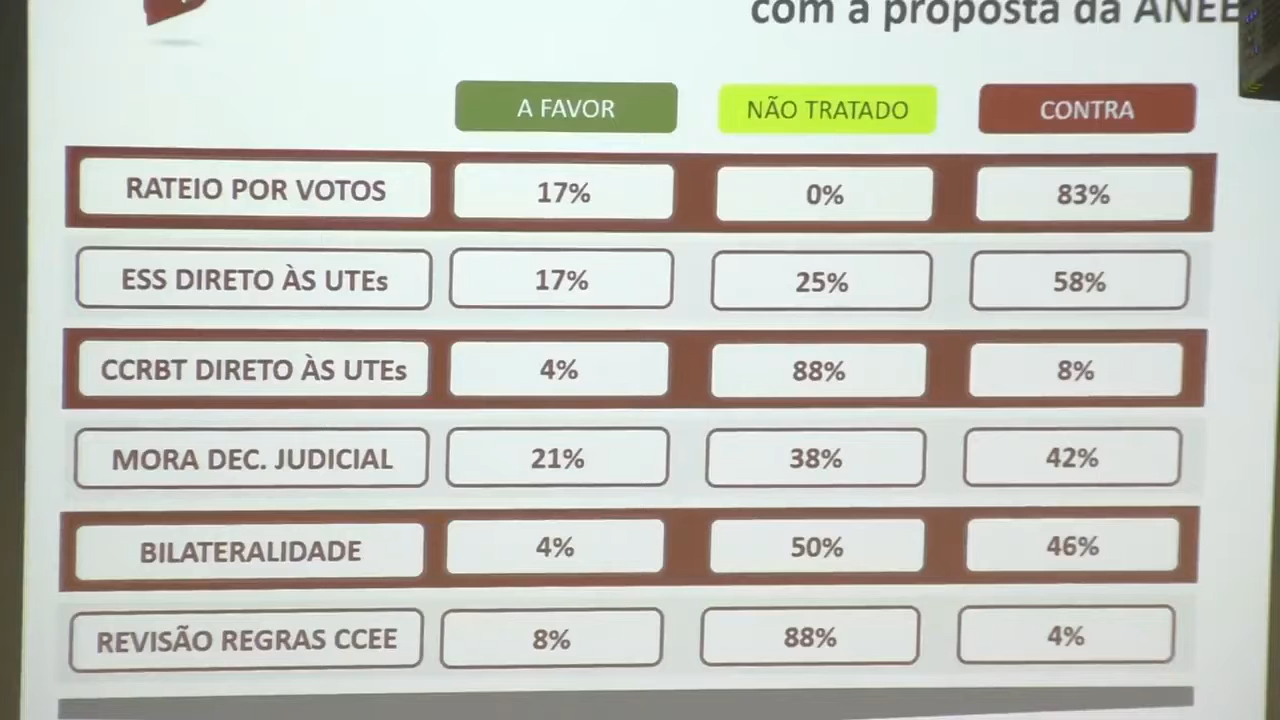 com a proposta da ANEE
A FAVOR NÃO TRATADO CONTRA
RATEIO POR VOTOS 17% 0% 83%
ESS DIRETO ÀS UTEs 17% 25% 58%
CCRBT DIRETO ÀS UTEs 4% 88% 8%
MORA DEC. JUDICIAL 21% 38% 42%
BILATERALIDADE 4% 50% 46%
REVISÃO REGRAS CCEE 8% 88% 4%